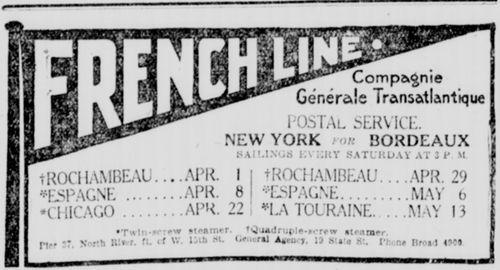 FRENCH LINE
Compagnie
Générale Transatlantique
POSTAL SERVICE.
NEW YORK FOR BORDEAUX
SAILINGS EVERY SATURDAY AT 3 P. M.
†ROCHAMBEAU....APR. 1
*ESPAGNE ........APR. 8
*CHICAGO ........APR. 22
†ROCHAMBEAU....APR. 29
*ESPAGNE........MAY 6
*LA TOURAINE....MAY 13
*Twin-screw steamer. †Quadruple-screw steamer.
Pier 57, North River, ft. of W. 15th St. General Agency, 19 State St. Phone Broad 4900.